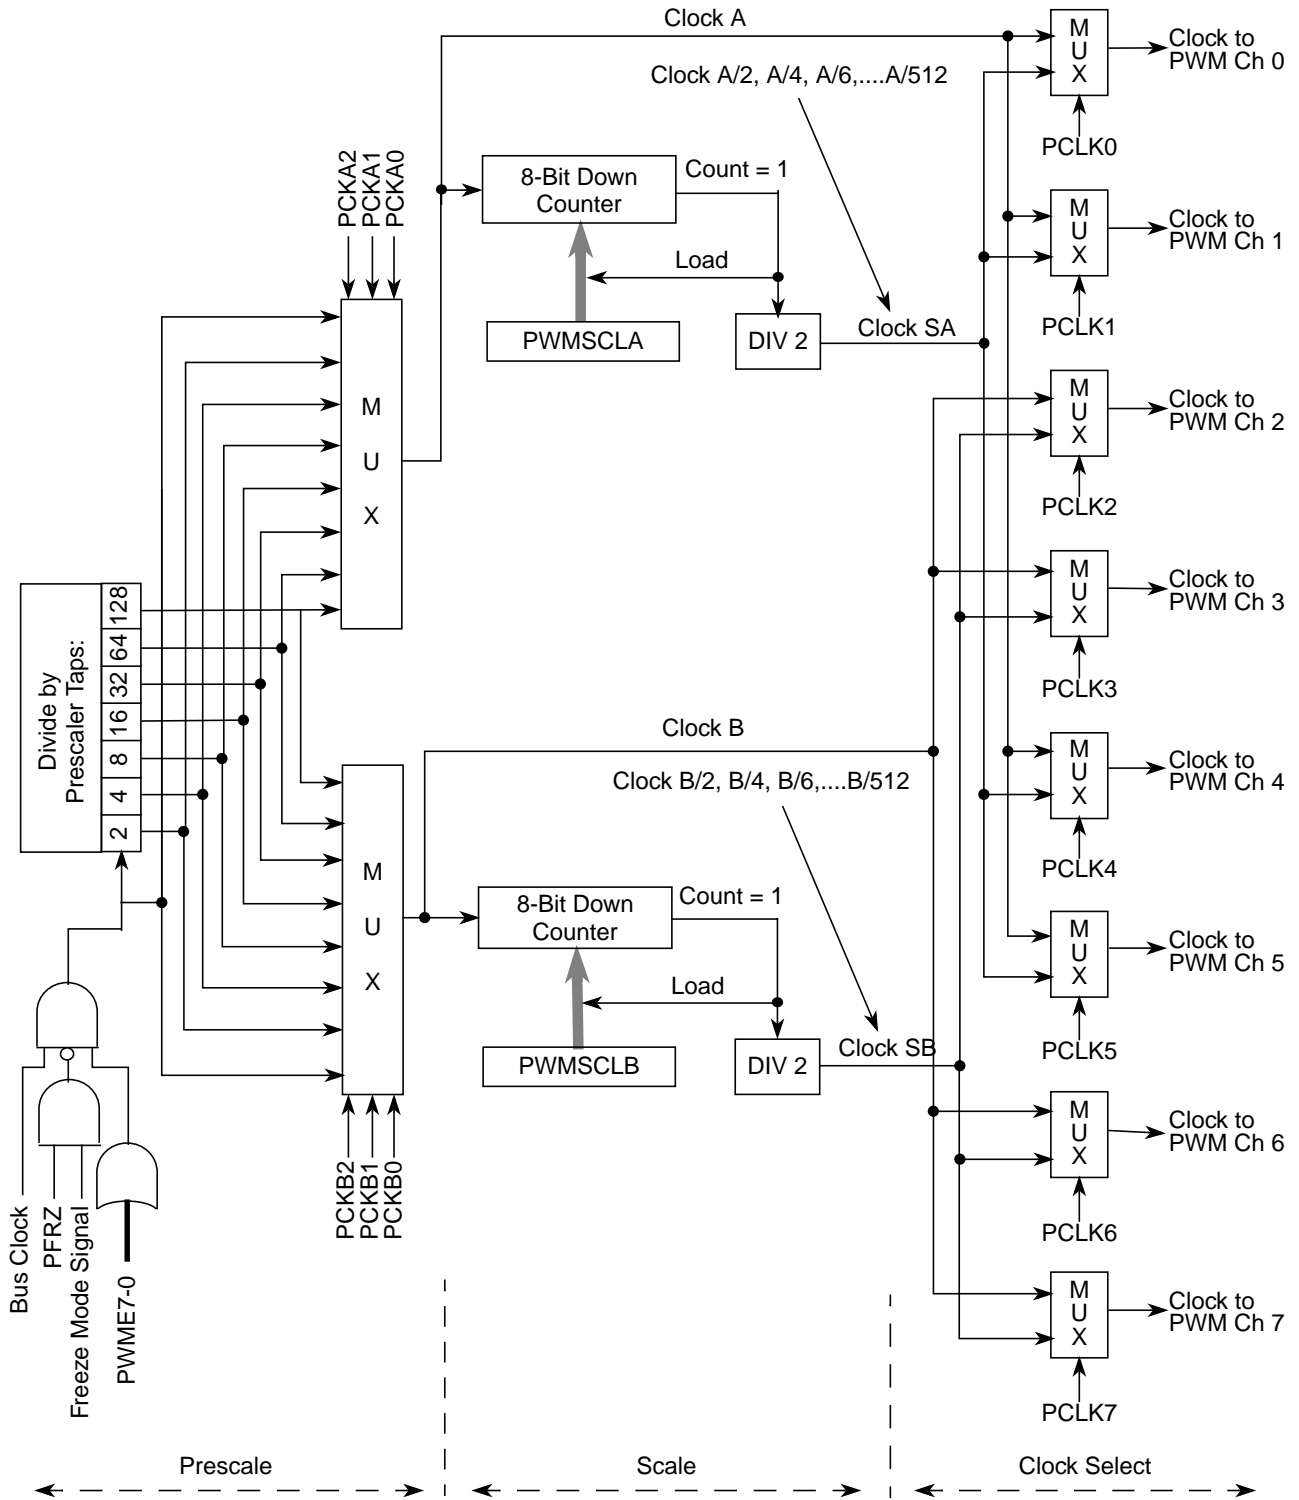 Clock A
Clock A/2, A/4, A/6,....A/512
M
U
X
Clock to
PWM Ch 0
PCLK0
PCKA2
PCKA1
PCKA0
8-Bit Down
Counter
Count = 1
Load
PWMSCLA
DIV 2
Clock SA
M
U
X
Clock to
PWM Ch 1
PCLK1
M
U
X
M
U
X
Clock to
PWM Ch 2
PCLK2
M
U
X
Clock to
PWM Ch 3
PCLK3
Divide by
Prescaler Taps:
128
64
32
16
8
4
2
Clock B
Clock B/2, B/4, B/6,....B/512
M
U
X
Clock to
PWM Ch 4
PCLK4
M
U
X
8-Bit Down
Counter
Count = 1
Load
PWMSCLB
DIV 2
Clock SB
M
U
X
Clock to
PWM Ch 5
PCLK5
PCKB2
PCKB1
PCKB0
M
U
X
Clock to
PWM Ch 6
PCLK6
Bus Clock
PFRZ
Freeze Mode Signal
PWME7-0
M
U
X
Clock to
PWM Ch 7
PCLK7
Prescale
Scale
Clock Select